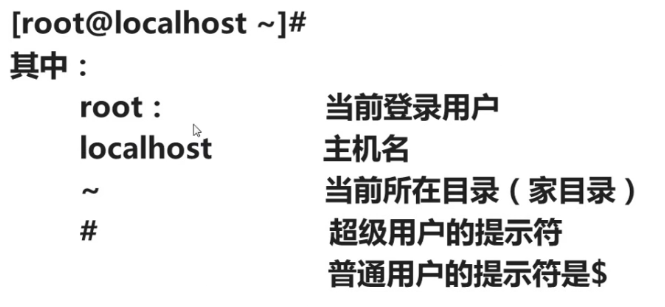 [root@localhost ~]#
其中：
root： 当前登录用户
localhost 主机名
~ 当前所在目录（家目录）
# 超级用户的提示符
普通用户的提示符是$